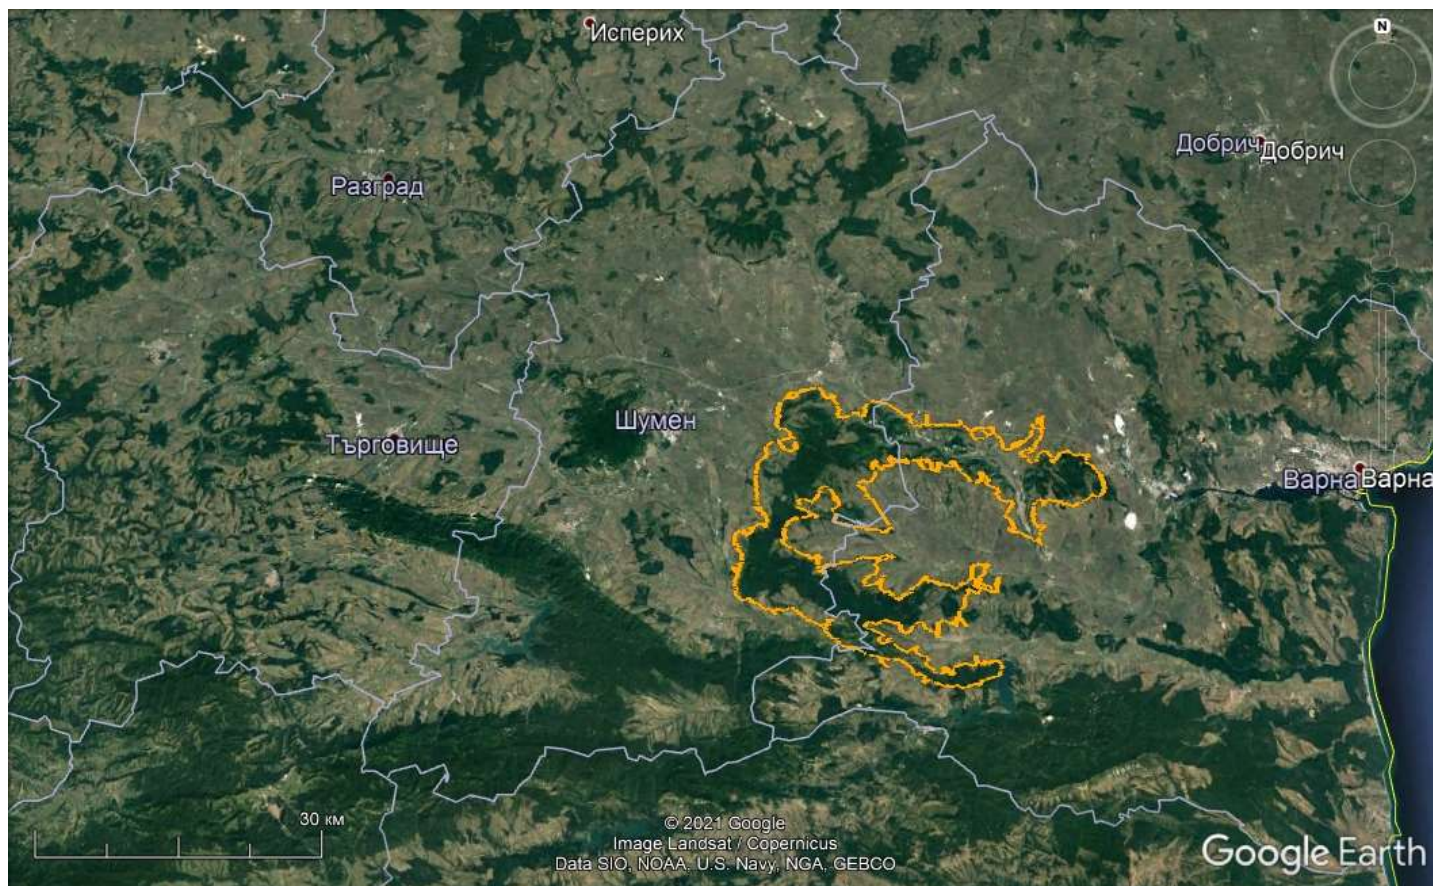 Исперих
N
Добрич
Добрич
Разград
Шумен
Търговище
Варна
Варна
30 км
© 2021 Google
Image Landsat / Copernicus
Data SIO, NOAA, U.S. Navy, NGA, GEBCO
Google Earth